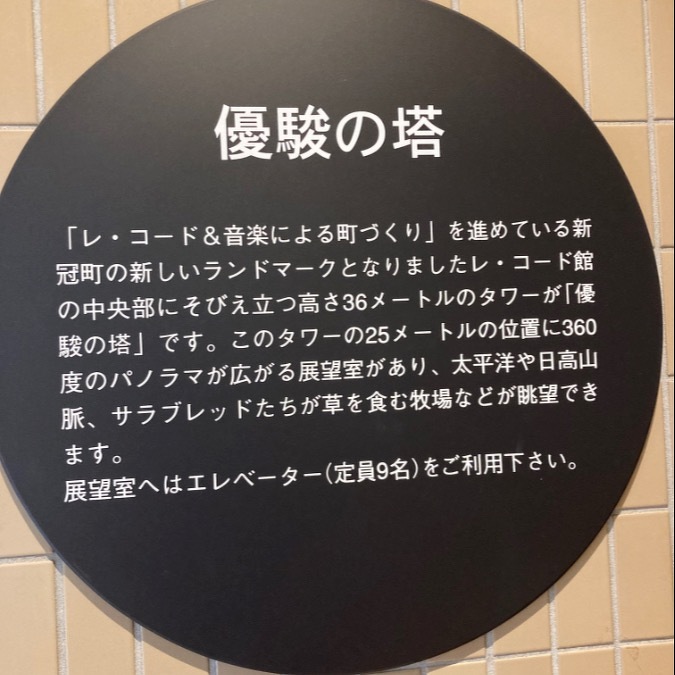 優駿の塔
「レ・コード＆音楽による町づくり」を進めている新
冠町の新しいランドマークとなりましたレ・コード館
の中央部にそびえ立つ高さ36メートルのタワーが「優
駿の塔」です。このタワーの25メートルの位置に360
度のパノラマが広がる展望室があり、太平洋や日高山
脈、サラブレッドたちが草を食む牧場などが眺望でき
ます。
展望室へはエレベーター(定員9名)をご利用下さい。